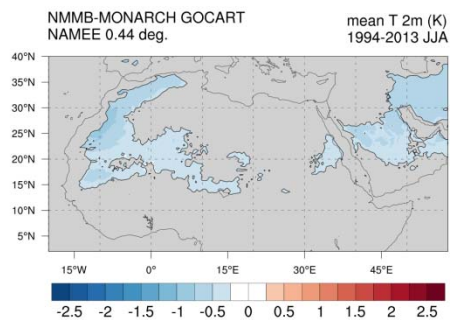 NMMB-MONARCH GOCART
NAMEE 0.44 deg.
mean T 2m (K)
1994-2013 JJA
40°N
35°N
30°N
25°N
20°N
15°N
10°N
5°N
15°W 0° 15°E 30°E 45°E
-2.5 -2 -1.5 -1 -0.5 0 0.5 1 1.5 2 2.5